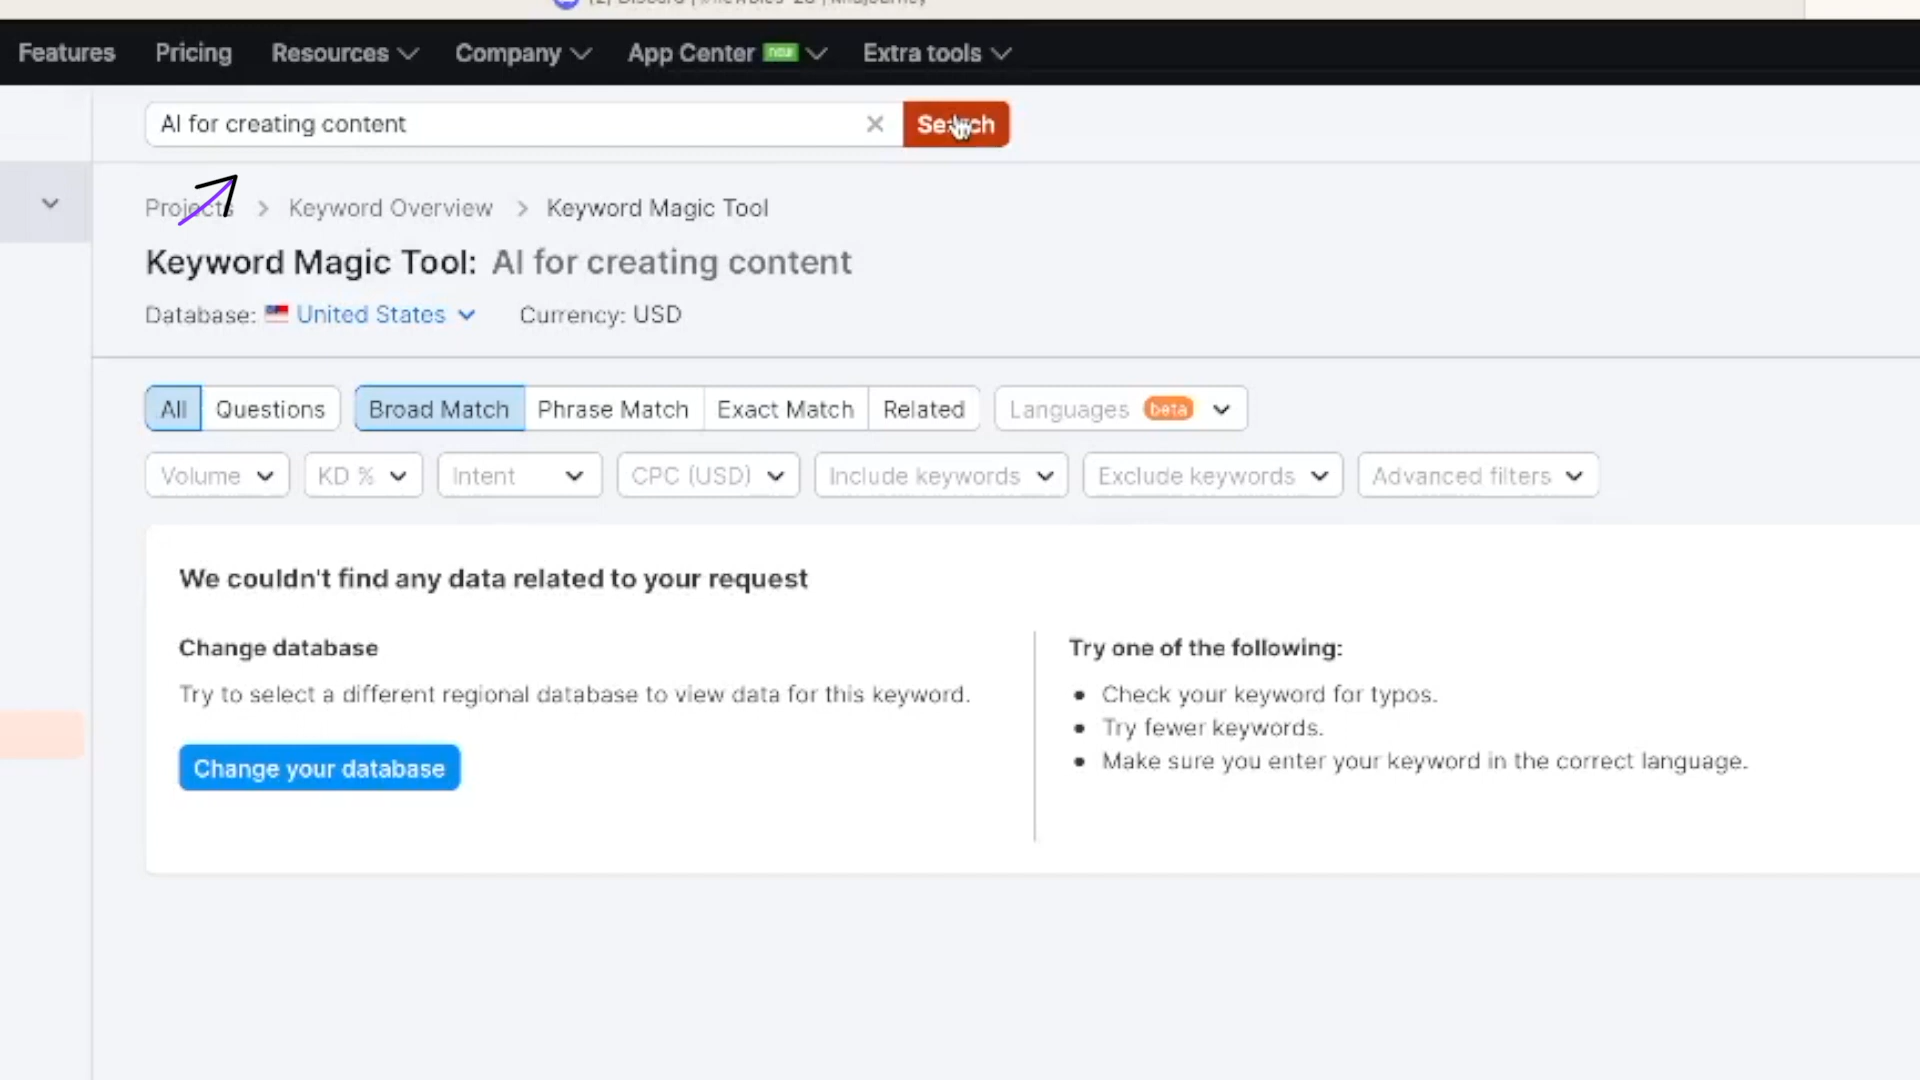 Features Pricing Resources Company App Center new Extra tools
AI for creating content Search
Projects > Keyword Overview > Keyword Magic Tool
Keyword Magic Tool: AI for creating content
Database: United States Currency: USD
All Questions Broad Match Phrase Match Exact Match Related Languages beta
Volume KD % Intent CPC (USD) Include keywords Exclude keywords Advanced filters
We couldn't find any data related to your request
Change database
Try to select a different regional database to view data for this keyword.
Change your database
Try one of the following:
Check your keyword for typos.
Try fewer keywords.
Make sure you enter your keyword in the correct language.